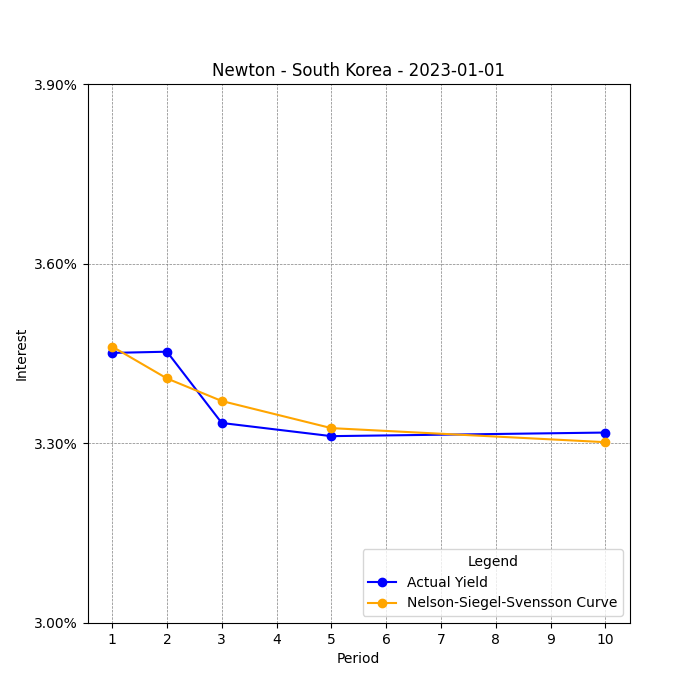 Newton - South Korea - 2023-01-01
3.90%
3.60%
3.30%
3.00%
Interest
1 2 3 4 5 6 7 8 9 10
Period
Legend
Actual Yield
Nelson-Siegel-Svensson Curve